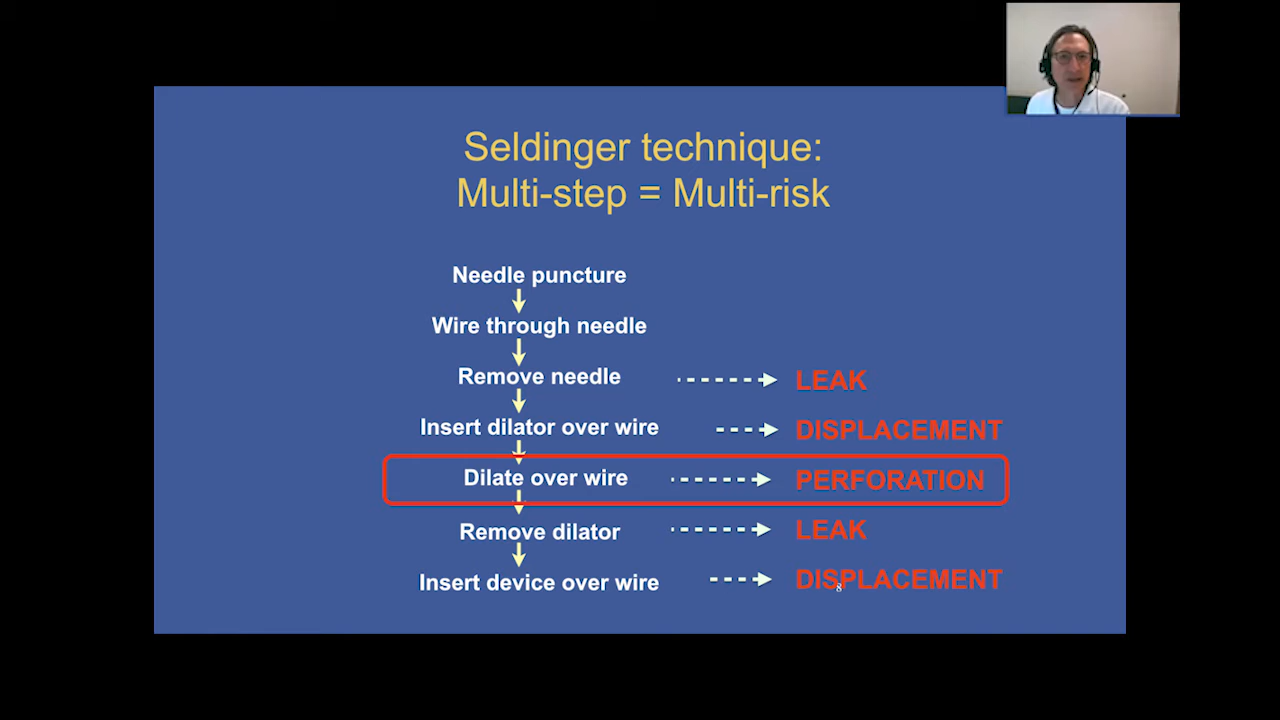 Seldinger technique:
Multi-step = Multi-risk
Needle puncture
Wire through needle
Remove needle
LEAK
Insert dilator over wire
DISPLACEMENT
Dilate over wire
PERFORATION
Remove dilator
LEAK
Insert device over wire
DISPLACEMENT
8